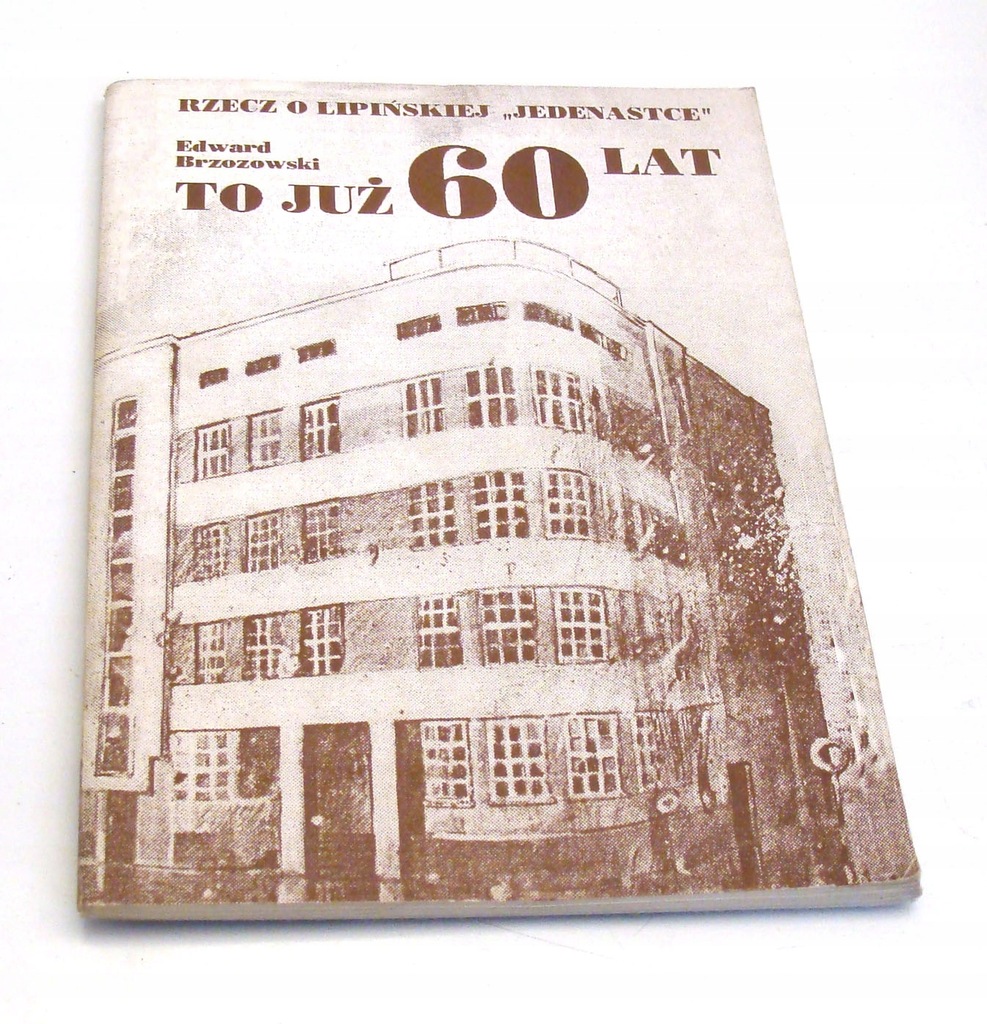 RZECZ O LIPIŃSKIEJ „JEDENASTCE"
Edward
Brzozowski
TO JUŻ 60 LAT